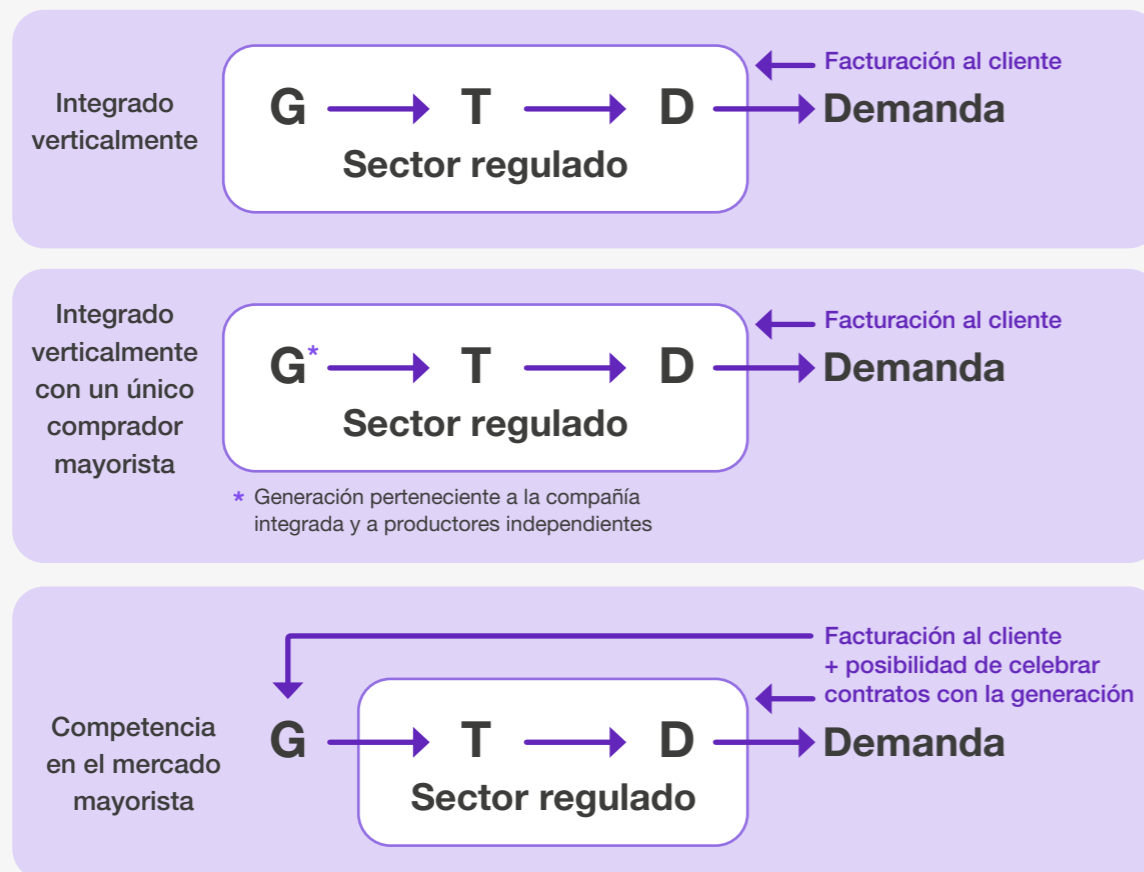 Integrado
verticalmente
G T D
Sector regulado
Facturación al cliente
Demanda
Integrado
verticalmente
con un único
comprador
mayorista
G* T D
Sector regulado
Facturación al cliente
Demanda
* Generación perteneciente a la compañía
integrada y a productores independientes
Competencia
en el mercado
mayorista
G T D
Sector regulado
Facturación al cliente
+ posibilidad de celebrar
contratos con la generación
Demanda